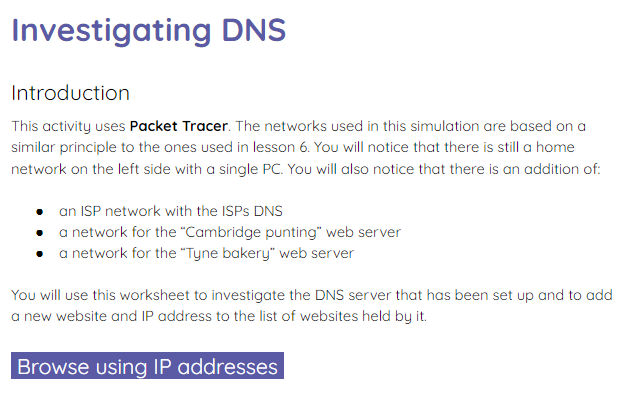 Investigating DNS
Introduction
This activity uses Packet Tracer. The networks used in this simulation are based on a
similar principle to the ones used in lesson 6. You will notice that there is still a home
network on the left side with a single PC. You will also notice that there is an addition of:
● an ISP network with the ISPs DNS
● a network for the “Cambridge punting” web server
● a network for the “Tyne bakery” web server
You will use this worksheet to investigate the DNS server that has been set up and to add
a new website and IP address to the list of websites held by it.
Browse using IP addresses